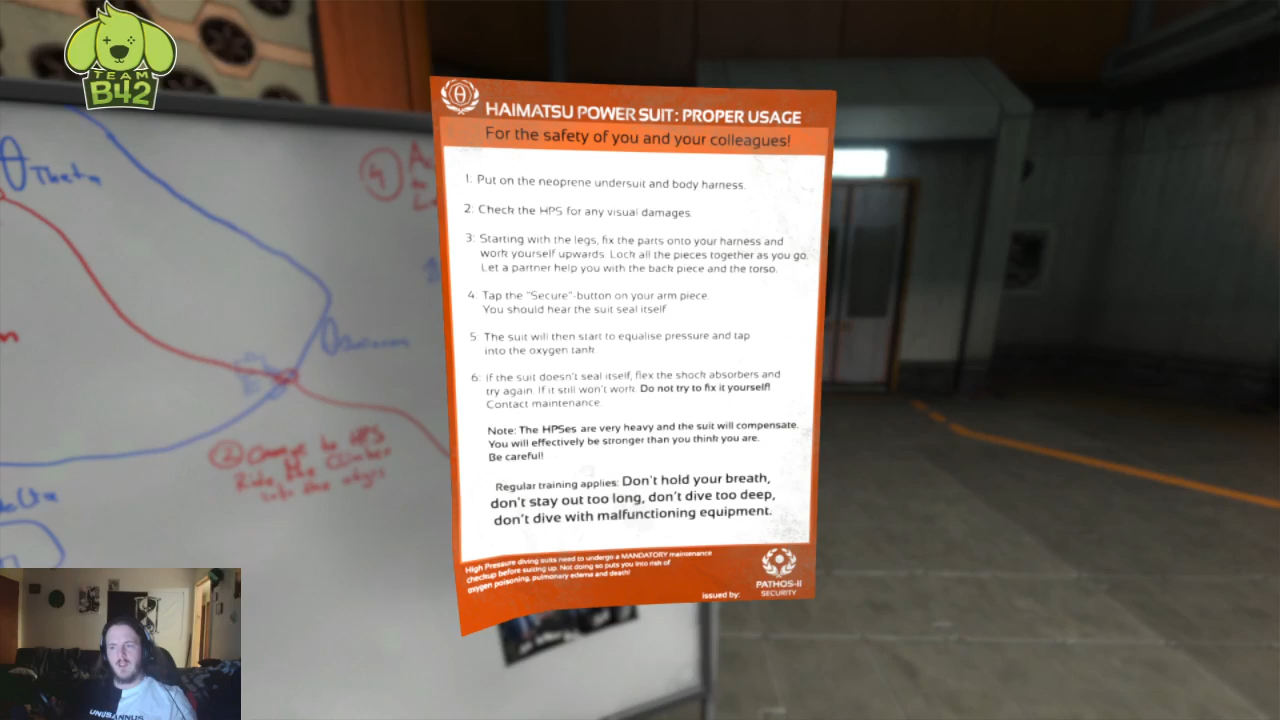 TEAM
B42
Theta
HAIMATSU POWER SUIT: PROPER USAGE
For the safety of you and your colleagues!
1: Put on the neoprene undersuit and body harness.
2: Check the HPS for any visual damages.
3: Starting with the legs, fix the parts onto your harness and
work yourself upwards. Lock all the pieces together as you go.
Let a partner help you with the back piece and the torso.
4: Tap the "Secure"-button on your arm piece.
You should hear the suit seal itself
5: The suit will then start to equalise pressure and tap
into the oxygen tank
6: If the suit doesn't seal itself, flex the shock absorbers and
try again. If it still won't work. Do not try to fix it yourself!
Contact maintenance.
Note: The HPSes are very heavy and the suit will compensate.
You will effectively be stronger than you think you are.
Be careful!
Regular training applies: Don't hold your breath,
don't stay out too long, don't dive too deep,
don't dive with malfunctioning equipment.
High Pressure diving suits need to undergo a MANDATORY maintenance
checkup before suiting up. Not doing so puts you into risk of
oxygen poisoning, pulmonary edema and death!
issued by:
PATHOS-II
SECURITY
2 Change to HPS
Ride the Climber
into the abyss
UNUS ANNUS